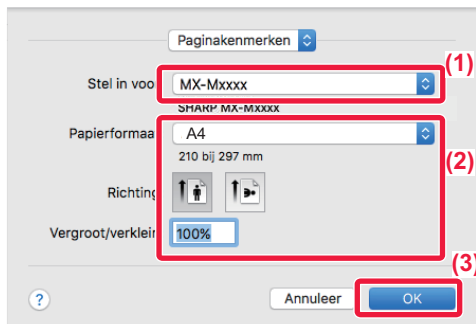 Paginakenmerken
(1)
Stel in voo MX-Mxxxx
SHARP MX-Mxxxx
Papierformaa A4
(2)
210 bij 297 mm
Richting
Vergroot/verklein 100%
(3)
? Annuleer OK